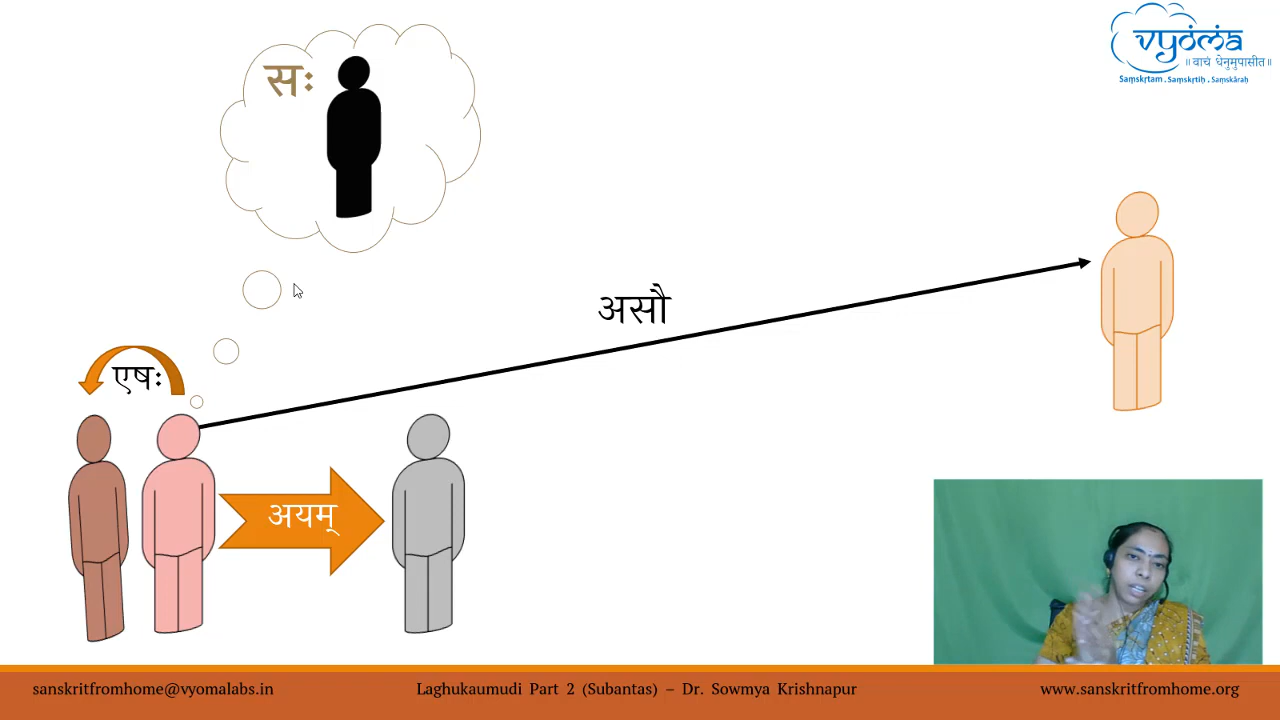 vyoma
॥ वाचं धेनुमुपासीत॥
Saṃskṛtam . Saṃskṛtiḥ . Saṃskāraḥ
सः
असौ
एषः
अयम्
sanskritfromhome@vyomalabs.in
Laghukaumudi Part 2 (Subantas) – Dr. Sowmya Krishnapur
www.sanskritfromhome.org